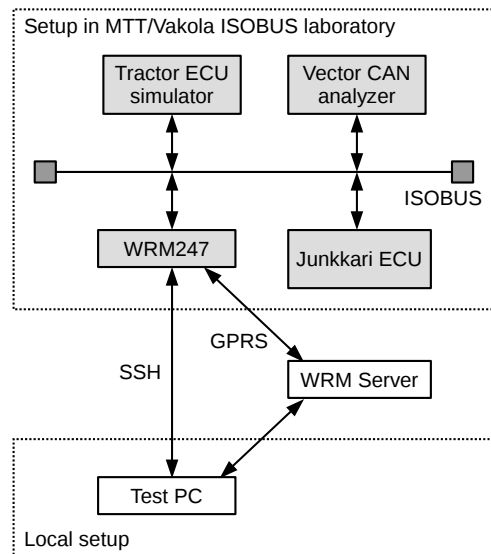 Setup in MTT/Vakola ISOBUS laboratory
Tractor ECU
simulator
Vector CAN
analyzer
ISOBUS
WRM247
Junkkari ECU
GPRS
SSH
WRM Server
Test PC
Local setup